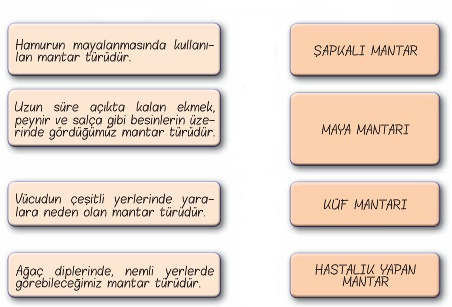 Hamurun mayalanmasında kullanı-
lan mantar türüdür.
ŞAPKALI MANTAR
Uzun süre açıkta kalan ekmek,
peynir ve salça gibi besinlerin üze-
rinde gördüğümüz mantar türüdür.
MAYA MANTARI
Vücudun çeşitli yerlerinde yara-
lara neden olan mantar türüdür.
KÜF MANTARI
Ağaç diplerinde, nemli yerlerde
görebileceğimiz mantar türüdür.
HASTALIK YAPAN
MANTAR